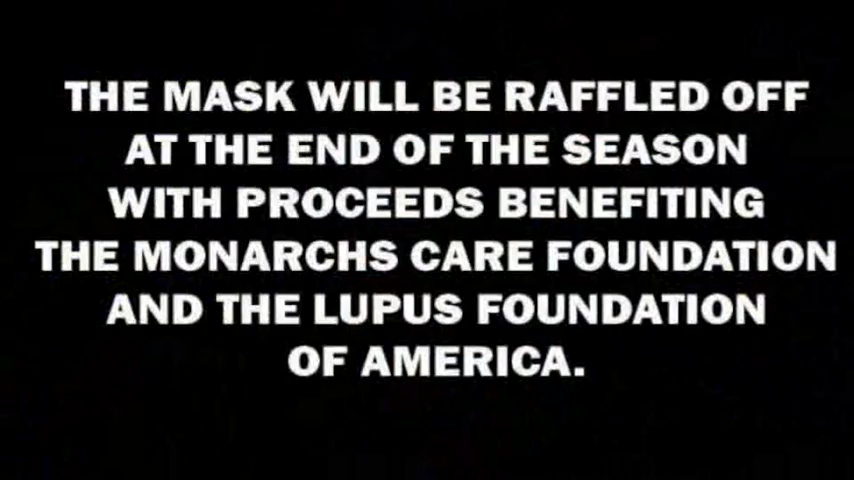 THE MASK WILL BE RAFFLED OFF
AT THE END OF THE SEASON
WITH PROCEEDS BENEFITING
THE MONARCHS CARE FOUNDATION
AND THE LUPUS FOUNDATION
OF AMERICA.